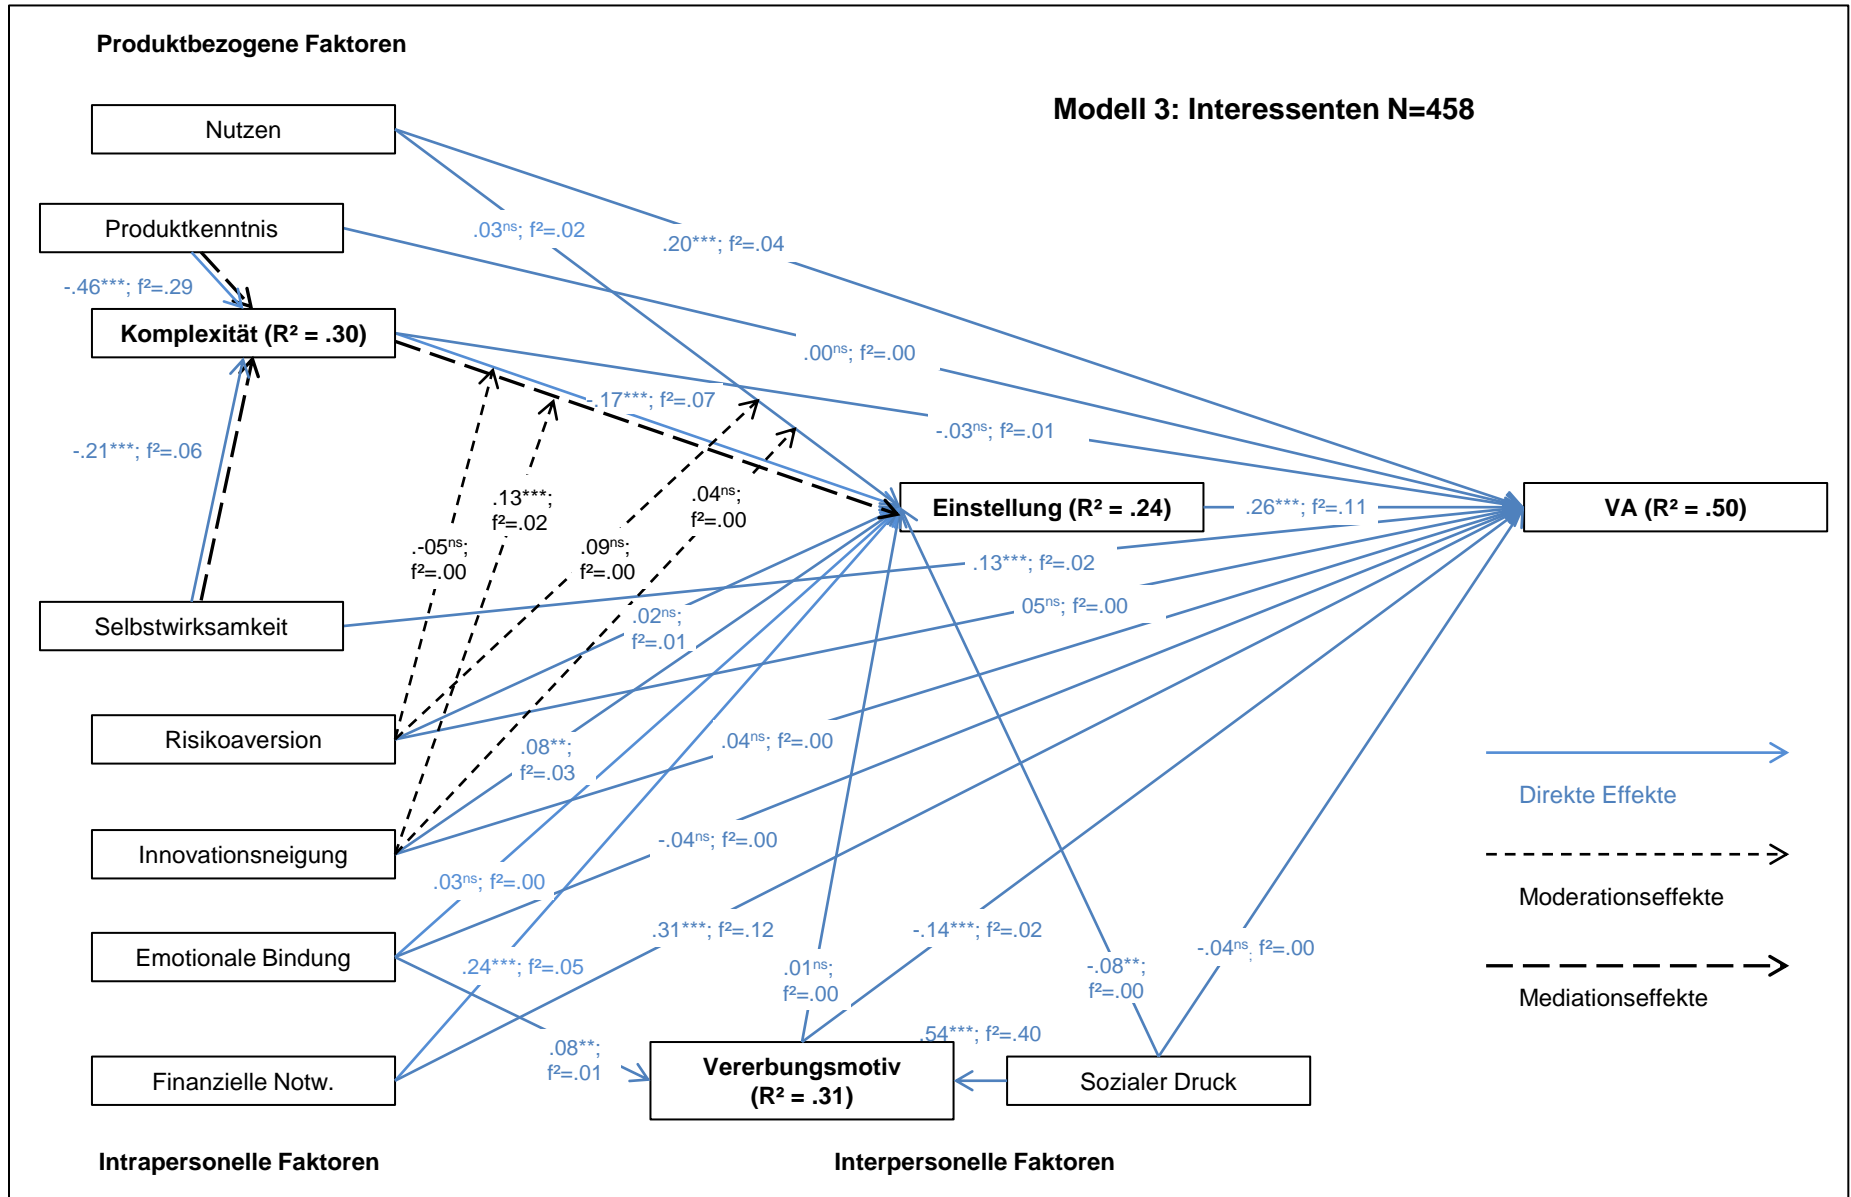 Produktbezogene Faktoren
Modell 3: Interessenten N=458
Nutzen
Produktkenntnis
.03ns; f²=.02
.20***; f²=.04
-.46***; f²=.29
Komplexität (R² = .30)
.00ns; f²=.00
-.17***; f²=.07
-.03ns; f²=.01
-.21***; f²=.06
.13***;
f²=.02
.04ns;
f²=.00
Einstellung (R² = .24)
.26***; f²=.11
VA (R² = .50)
.-05ns;
f²=.00
.09ns;
f²=.00
.13***; f²=.02
Selbstwirksamkeit
.02ns;
f²=.01
05ns; f²=.00
Risikoaversion
.08**;
f²=.03
.04ns; f²=.00
Direkte Effekte
Innovationsneigung
-.04ns; f²=.00
.03ns; f²=.00
Moderationseffekte
Emotionale Bindung
.31***; f²=.12
-.14***; f²=.02
-.04ns; f²=.00
.24***; f²=.05
.01ns;
f²=.00
-.08**;
f²=.00
Mediationseffekte
.54***; f²=.40
.08**;
f²=.01
Finanzielle Notw.
Vererbungsmotiv
(R² = .31)
Sozialer Druck
Intrapersonelle Faktoren
Interpersonelle Faktoren